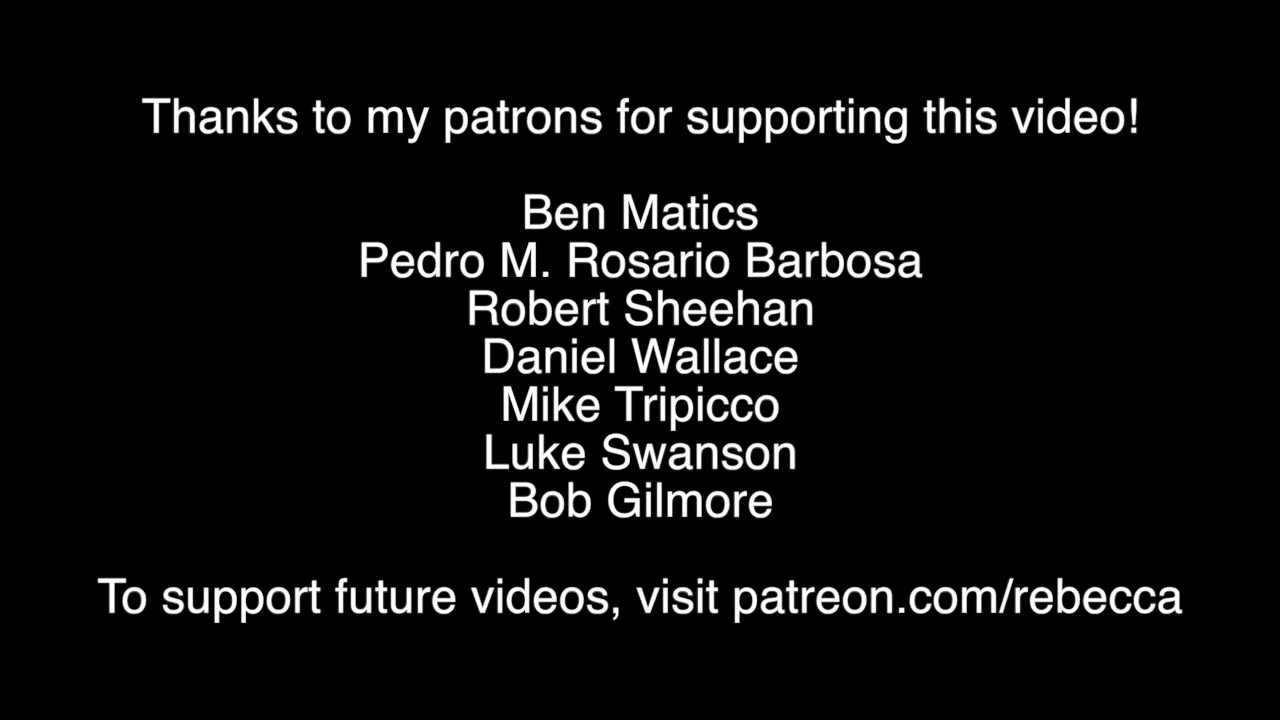 Thanks to my patrons for supporting this video!
Ben Matics
Pedro M. Rosario Barbosa
Robert Sheehan
Daniel Wallace
Mike Tripicco
Luke Swanson
Bob Gilmore
To support future videos, visit patreon.com/rebecca